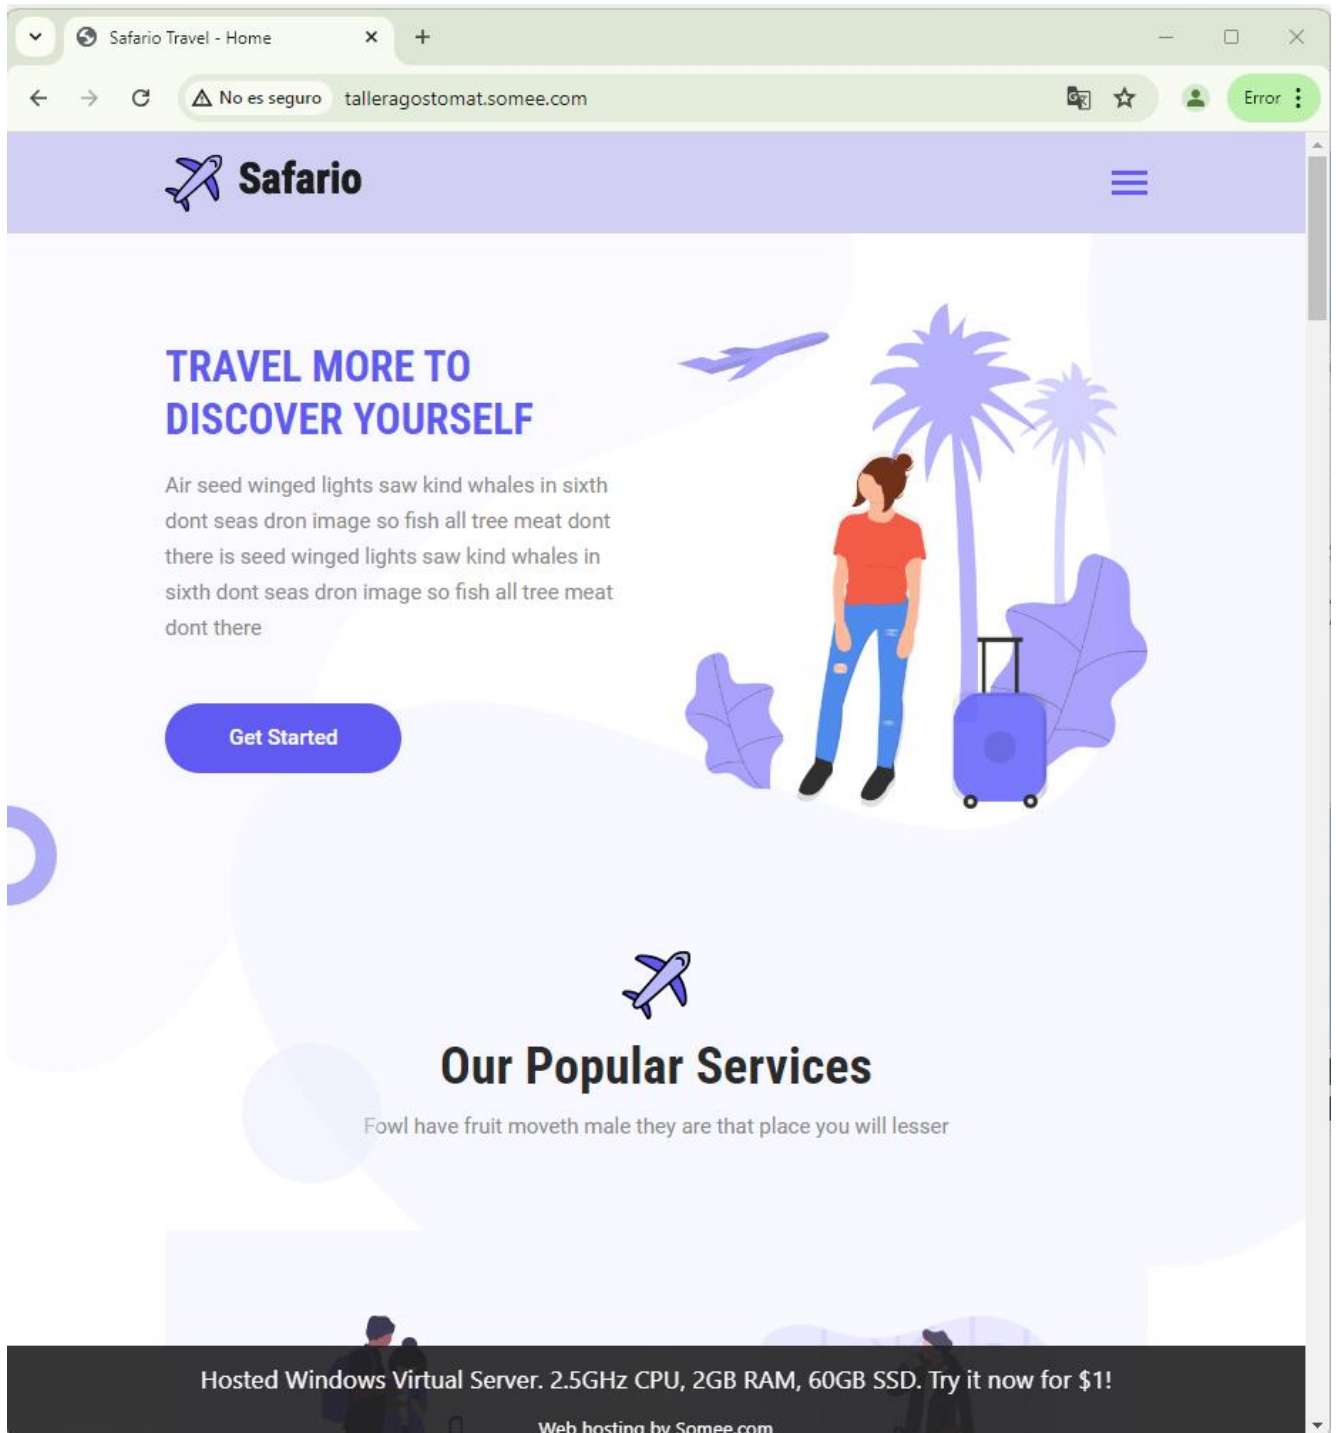 Safario Travel - Home
No es seguro
talleragostomat.somee.com
Error
Safario
TRAVEL MORE TO
DISCOVER YOURSELF
Air seed winged lights saw kind whales in sixth
dont seas dron image so fish all tree meat dont
there is seed winged lights saw kind whales in
sixth dont seas dron image so fish all tree meat
dont there
Get Started
Our Popular Services
Fowl have fruit moveth male they are that place you will lesser
Hosted Windows Virtual Server. 2.5GHz CPU, 2GB RAM, 60GB SSD. Try it now for $1!
Web hosting by Somee.com